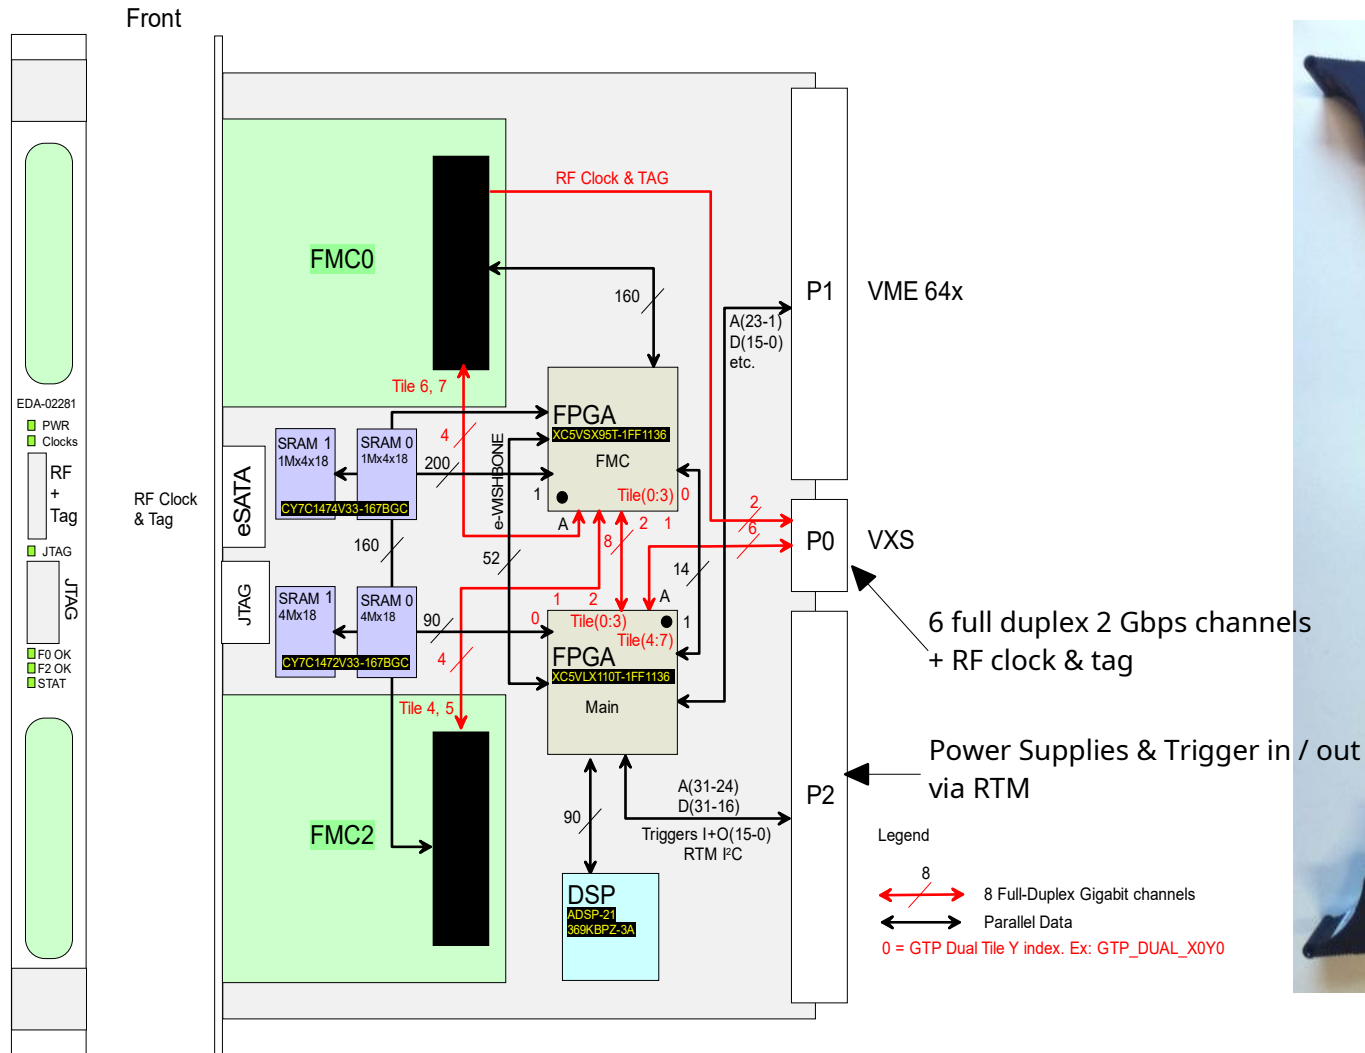 Front
EDA-02281
PWR
Clocks
RF
+
Tag
JTAG
JTAG
F0 OK
F2 OK
STAT
RF Clock
& Tag
eSATA
JTAG
FMC0
RF Clock & TAG
160
Tile 6, 7
4
SRAM 1
1Mx4x18
SRAM 0
1Mx4x18
CY7C1474V33-167BGC
200
160
e-WISHBONE
52
FPGA
XC5VSX95T-1FF1136
FMC
1
Tile(0:3)
0
A
8
2
1
14
2
6
SRAM 1
4Mx18
SRAM 0
4Mx18
CY7C1472V33-167BGC
90
4
0
1
2
A
Tile(0:3)
1
Tile(4:7)
FPGA
XC5VLX110T-1FF1136
Main
Tile 4, 5
FMC2
90
A(31-24)
D(31-16)
Triggers I+O(15-0)
RTM I²C
DSP
ADSP-21
369KBPZ-3A
A(23-1)
D(15-0)
etc.
P1
VME 64x
P0
VXS
6 full duplex 2 Gbps channels
+ RF clock & tag
P2
Power Supplies & Trigger in / out
via RTM
Legend
8
8 Full-Duplex Gigabit channels
Parallel Data
0 = GTP Dual Tile Y index. Ex: GTP_DUAL_X0Y0